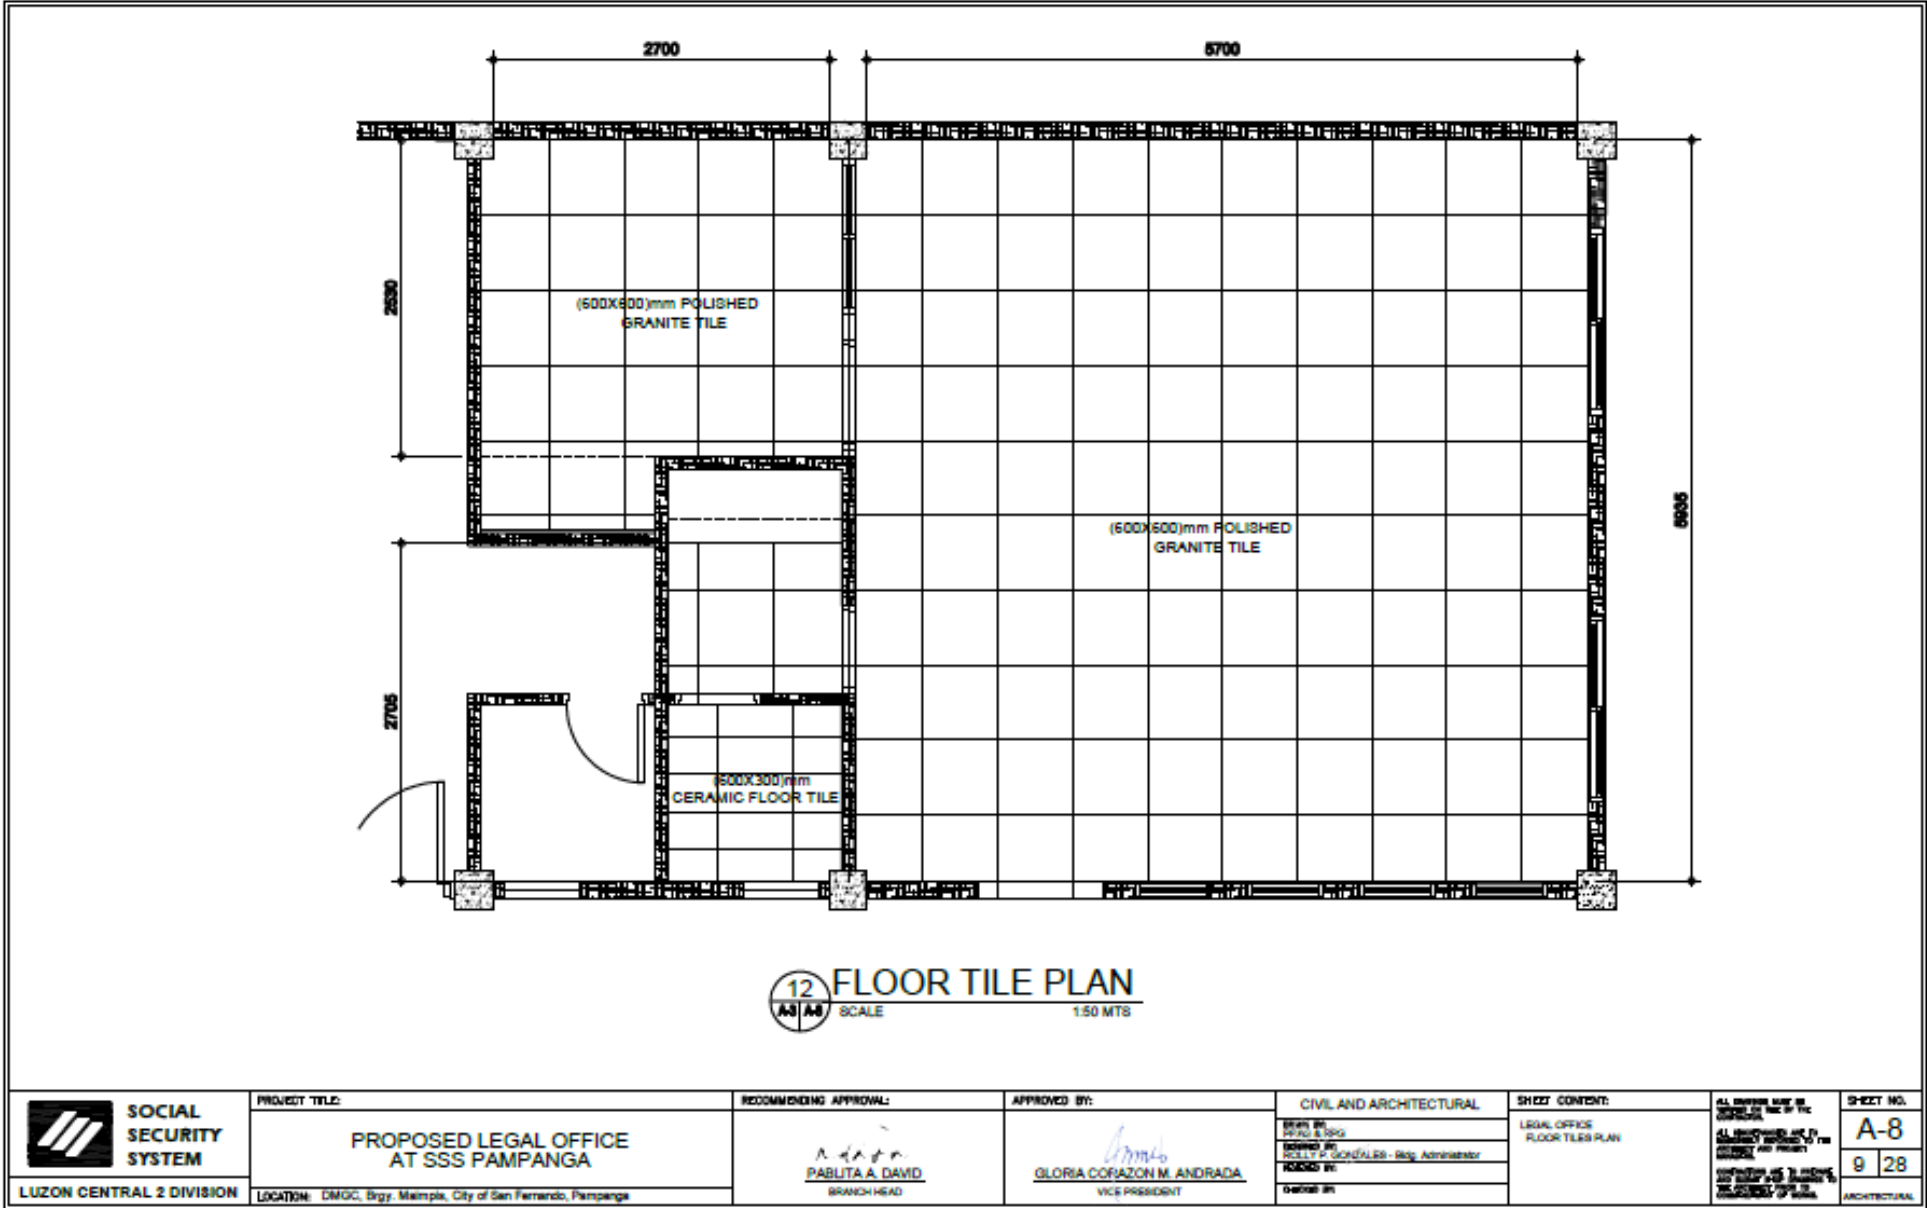 2700
5700
2530
(600X600)mm POLISHED
GRANITE TILE
(600X600)mm POLISHED
GRANITE TILE
5935
2705
(600X300)mm
CERAMIC FLOOR TILE
12
FLOOR TILE PLAN
A-3 A-8
SCALE 1:50 MTS
SOCIAL
SECURITY
SYSTEM
LUZON CENTRAL 2 DIVISION
PROJECT TITLE:
PROPOSED LEGAL OFFICE
AT SSS PAMPANGA
LOCATION: DMGC, Brgy. Maimpis, City of San Fernando, Pampanga
RECOMMENDING APPROVAL:
PABLITA A. DAVID
BRANCH HEAD
APPROVED BY:
GLORIA CORAZON M. ANDRADA
VICE PRESIDENT
CIVIL AND ARCHITECTURAL
ROLLY P. GONZALES - Bldg. Administrator
SHEET CONTENT:
LEGAL OFFICE
FLOOR TILES PLAN
SHEET NO.
A-8
9 28
ARCHITECTURAL